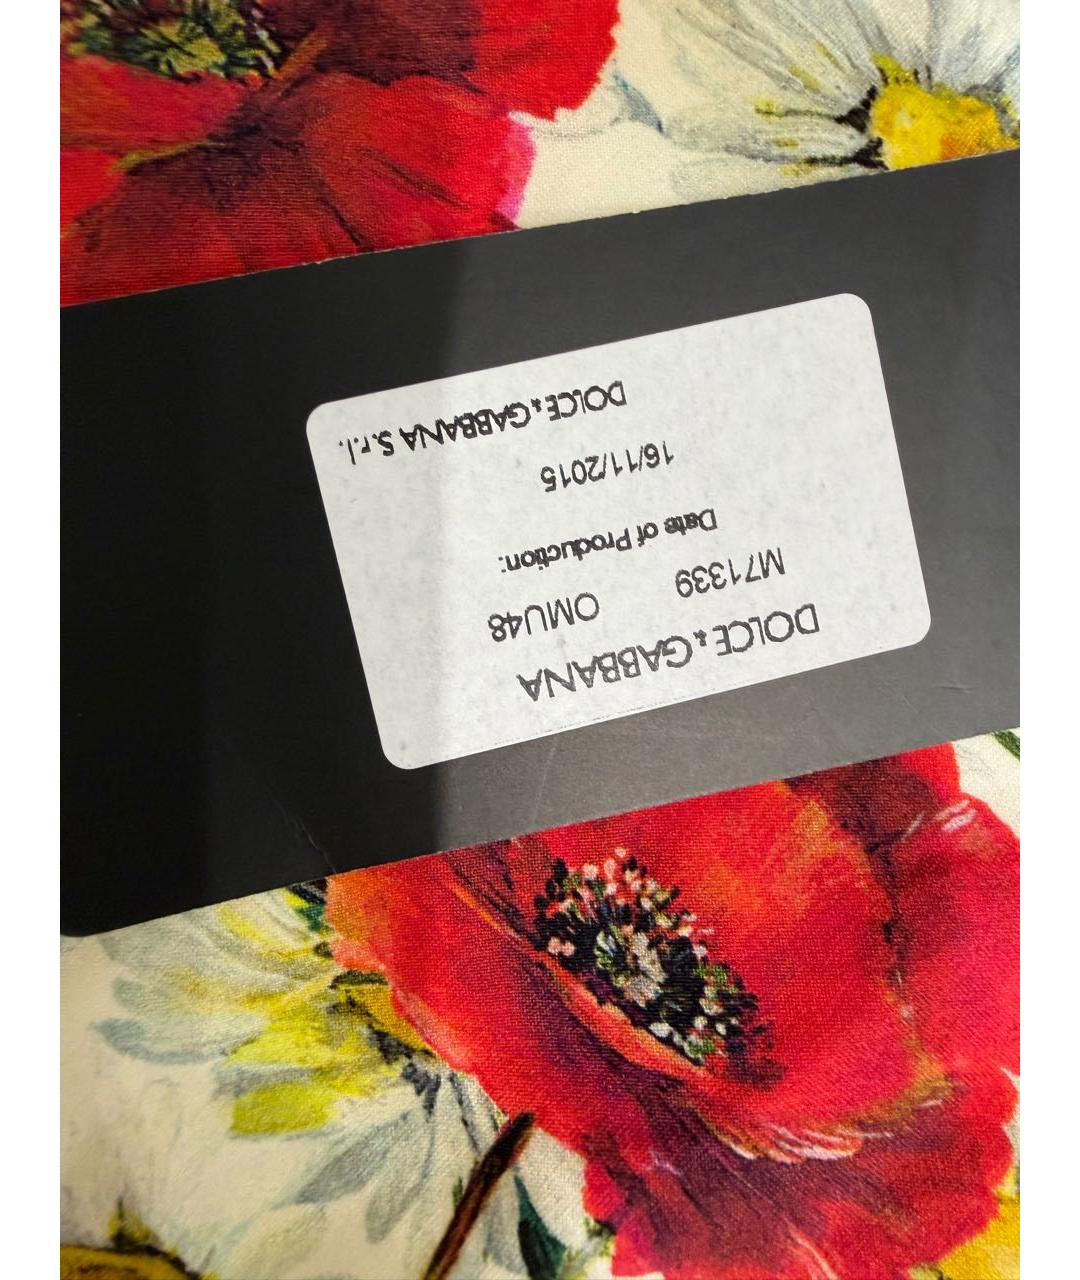 DOLCE & GABBANA
M71339 OMU48
Date of Production:
16/11/2015
DOLCE & GABBANA S.r.l.